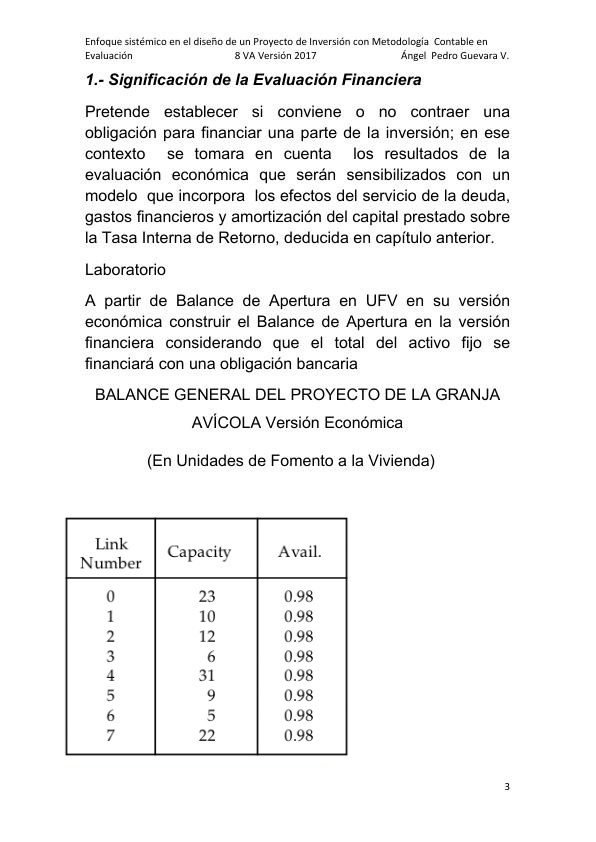 Enfoque sistémico en el diseño de un Proyecto de Inversión con Metodología Contable en
Evaluación 8 VA Versión 2017 Ángel Pedro Guevara V.
1.- Significación de la Evaluación Financiera
Pretende establecer si conviene o no contraer una
obligación para financiar una parte de la inversión; en ese
contexto se tomara en cuenta los resultados de la
evaluación económica que serán sensibilizados con un
modelo que incorpora los efectos del servicio de la deuda,
gastos financieros y amortización del capital prestado sobre
la Tasa Interna de Retorno, deducida en capítulo anterior.
Laboratorio
A partir de Balance de Apertura en UFV en su versión
económica construir el Balance de Apertura en la versión
financiera considerando que el total del activo fijo se
financiará con una obligación bancaria
BALANCE GENERAL DEL PROYECTO DE LA GRANJA
AVÍCOLA Versión Económica
(En Unidades de Fomento a la Vivienda)
Link Number Capacity Avail.
0 23 0.98
1 10 0.98
2 12 0.98
3 6 0.98
4 31 0.98
5 9 0.98
6 5 0.98
7 22 0.98
3